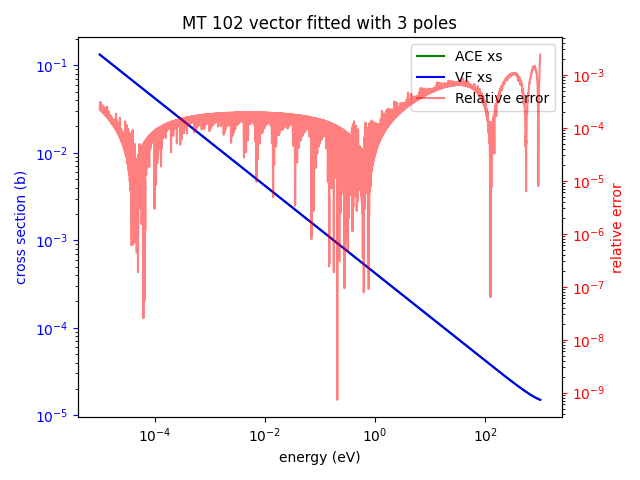 MT 102 vector fitted with 3 poles
ACE xs
VF xs
Relative error
cross section (b)
10⁻¹
10⁻²
10⁻³
10⁻⁴
10⁻⁵
10⁻³
10⁻⁴
10⁻⁵
10⁻⁶
10⁻⁷
10⁻⁸
10⁻⁹
relative error
10⁻⁴
10⁻²
10⁰
10²
energy (eV)